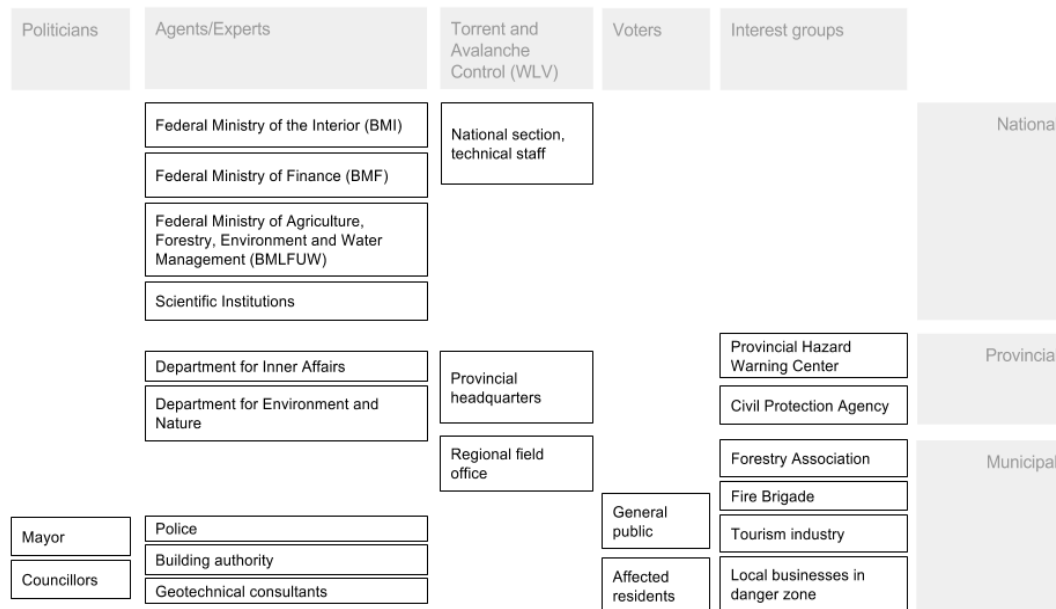 Politicians
Agents/Experts
Torrent and
Avalanche
Control (WLV)
Voters
Interest groups
National
Federal Ministry of the Interior (BMI)
Federal Ministry of Finance (BMF)
Federal Ministry of Agriculture,
Forestry, Environment and Water
Management (BMLFUW)
Scientific Institutions
National section,
technical staff
Provincial
Department for Inner Affairs
Department for Environment and
Nature
Provincial
headquarters
Provincial Hazard
Warning Center
Civil Protection Agency
Municipal
Regional field
office
Forestry Association
Fire Brigade
Tourism industry
Local businesses in
danger zone
General
public
Affected
residents
Mayor
Councillors
Police
Building authority
Geotechnical consultants